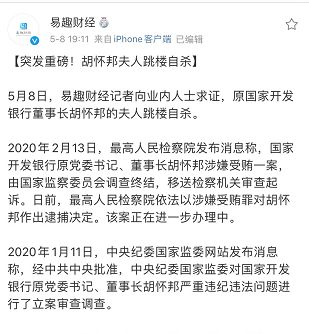 易趣财经
5-8 19:11 来自iPhone客户端 已编辑
【突发重磅！胡怀邦夫人跳楼自杀】
5月8日，易趣财经记者向业内人士求证，原国家开发
银行董事长胡怀邦的夫人跳楼自杀。
2020年2月13日，最高人民检察院发布消息称，国家
开发银行原党委书记、董事长胡怀邦涉嫌受贿一案，
由国家监察委员会调查终结，移送检察机关审查起
诉。日前，最高人民检察院依法以涉嫌受贿罪对胡怀
邦作出逮捕决定。该案正在进一步办理中。
2020年1月11日，中央纪委国家监委网站发布消息
称，经中共中央批准，中央纪委国家监委对国家开发
银行原党委书记、董事长胡怀邦严重违纪违法问题进
行了立案审查调查。